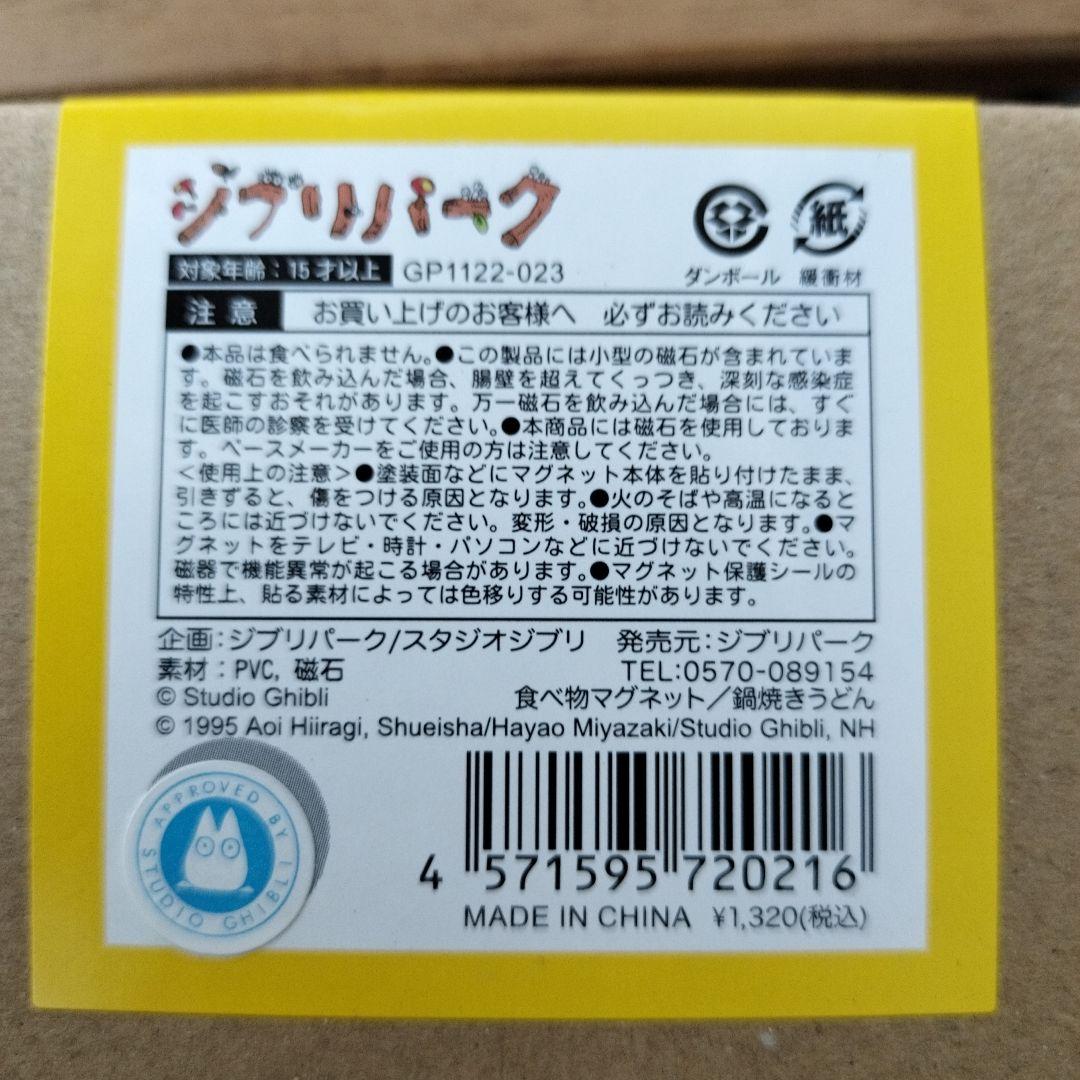 ジブリパーク
紙
ダンボール 緩衝材
対象年齢：15才以上 GP1122-023
注意 お買い上げのお客様へ 必ずお読みください
●本品は食べられません。●この製品には小型の磁石が含まれていま
す。磁石を飲み込んだ場合、腸壁を超えてくっつき、深刻な感染症
を起こすおそれがあります。万一磁石を飲み込んだ場合には、すぐ
に医師の診察を受けてください。●本商品には磁石を使用しておりま
す。ペースメーカーをご使用の方は注意してください。
＜使用上の注意＞●塗装面などにマグネット本体を貼り付けたまま、
引きずると、傷をつける原因となります。●火のそばや高温になると
ころには近づけないでください。変形・破損の原因となります。●マ
グネットをテレビ・時計・パソコンなどに近づけないでください。
磁器で機能異常が起こる場合があります。●マグネット保護シールの
特性上、貼る素材によっては色移りする可能性があります。
企画：ジブリパーク/スタジオジブリ 発売元：ジブリパーク
素材：PVC, 磁石 TEL:0570-089154
© Studio Ghibli 食べ物マグネット／鍋焼きうどん
© 1995 Aoi Hiiragi, Shueisha/Hayao Miyazaki/Studio Ghibli, NH
APPROVED BY STUDIO GHIBLI
4 571595 720216
MADE IN CHINA ¥1,320(税込)